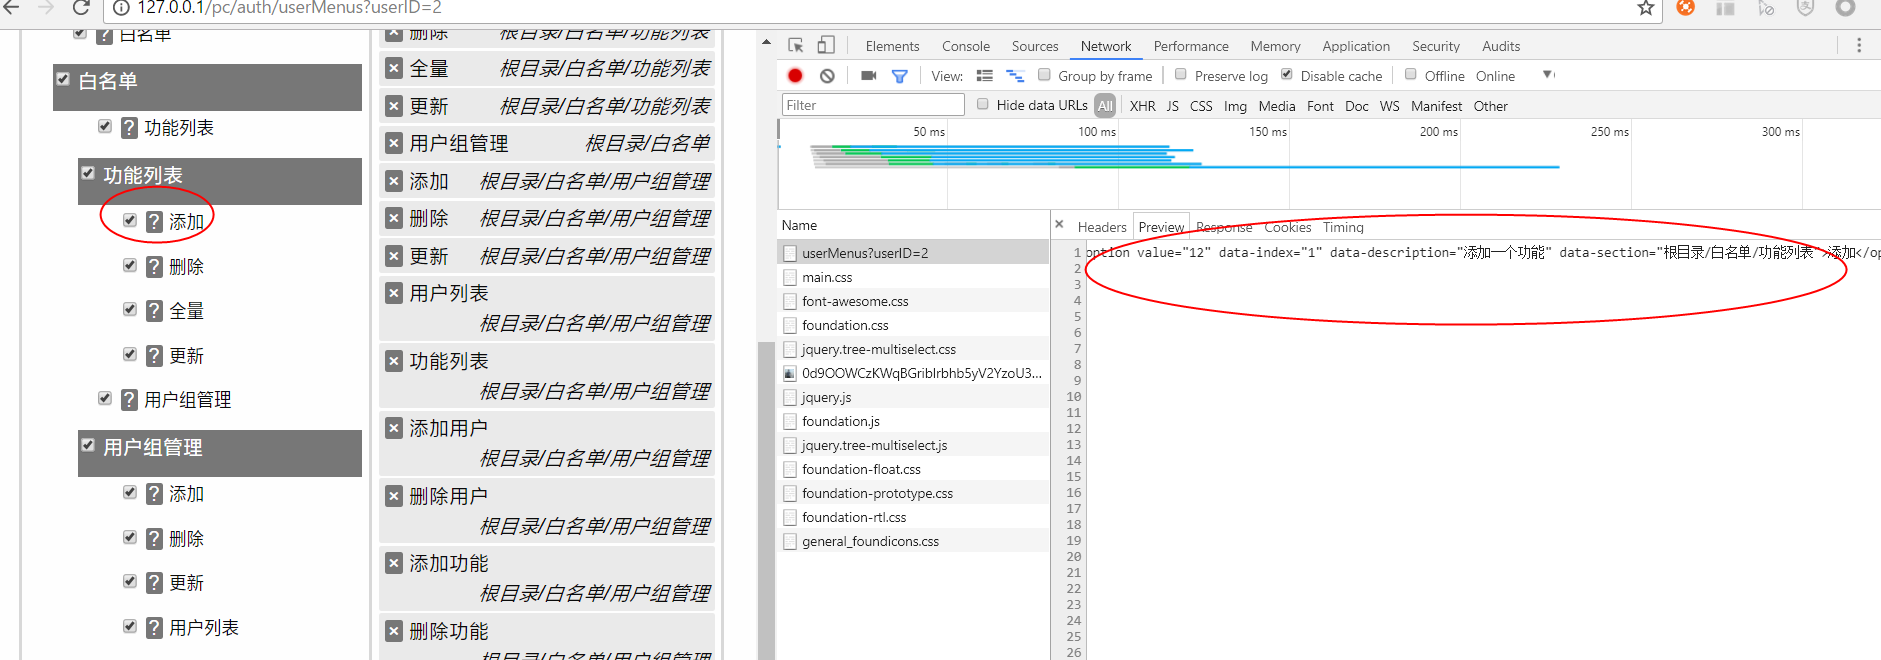 127.0.0.1/pc/auth/userMenus?userID=2
? 白名单
白名单
? 功能列表
功能列表
? 添加
? 删除
? 全量
? 更新
? 用户组管理
用户组管理
? 添加
? 删除
? 更新
? 用户列表
× 删除 根目录/白名单/功能列表
× 全量 根目录/白名单/功能列表
× 更新 根目录/白名单/功能列表
× 用户组管理 根目录/白名单
× 添加 根目录/白名单/用户组管理
× 删除 根目录/白名单/用户组管理
× 更新 根目录/白名单/用户组管理
× 用户列表
根目录/白名单/用户组管理
× 功能列表
根目录/白名单/用户组管理
× 添加用户
根目录/白名单/用户组管理
× 删除用户
根目录/白名单/用户组管理
× 添加功能
根目录/白名单/用户组管理
× 删除功能
根目录/白名单/用户组管理
Elements Console Sources Network Performance Memory Application Security Audits
View: Group by frame Preserve log Disable cache Offline Online
Filter Hide data URLs All XHR JS CSS Img Media Font Doc WS Manifest Other
50 ms 100 ms 150 ms 200 ms 250 ms 300 ms
Name
userMenus?userID=2
main.css
font-awesome.css
foundation.css
jquery.tree-multiselect.css
jquery.js
foundation.js
jquery.tree-multiselect.js
foundation-float.css
foundation-prototype.css
foundation-rtl.css
general_foundicons.css
× Headers Preview Response Cookies Timing
1 option value="12" data-index="1" data-description="添加一个功能" data-section="根目录/白名单/功能列表">添加</op
2
3
4
5
6
7
8
9
10
11
12
13
14
15
16
17
18
19
20
21
22
23
24
25
26